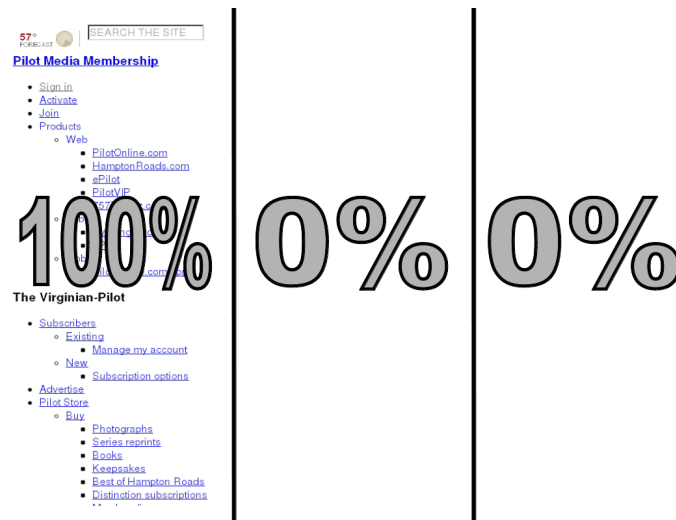 57°
FORECAST
SEARCH THE SITE
Pilot Media Membership
Sign in
Activate
Join
Products
Web
PilotOnline.com
HamptonRoads.com
ePilot
PilotVIP
100%
0%
0%
The Virginian-Pilot
Subscribers
Existing
Manage my account
New
Subscription options
Advertise
Pilot Store
Buy
Photographs
Series reprints
Books
Keepsakes
Best of Hampton Roads
Distinction subscriptions